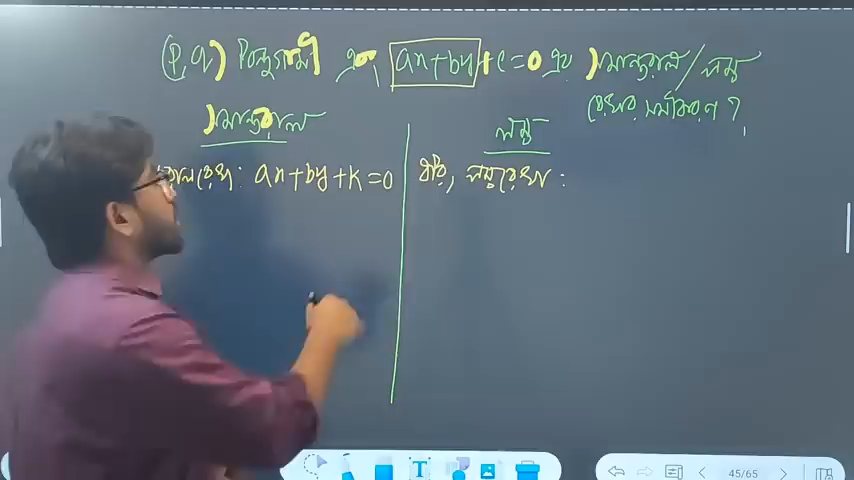 (p,q) বিন্দুগামী এবং ax+by+c=0 এর সমান্তরাল/লম্ব
রেখার সমীকরণ ?
সমান্তরাল
রেখা: ax+by+k=0
লম্ব
ধরি, লম্বরেখা :
T
45/65